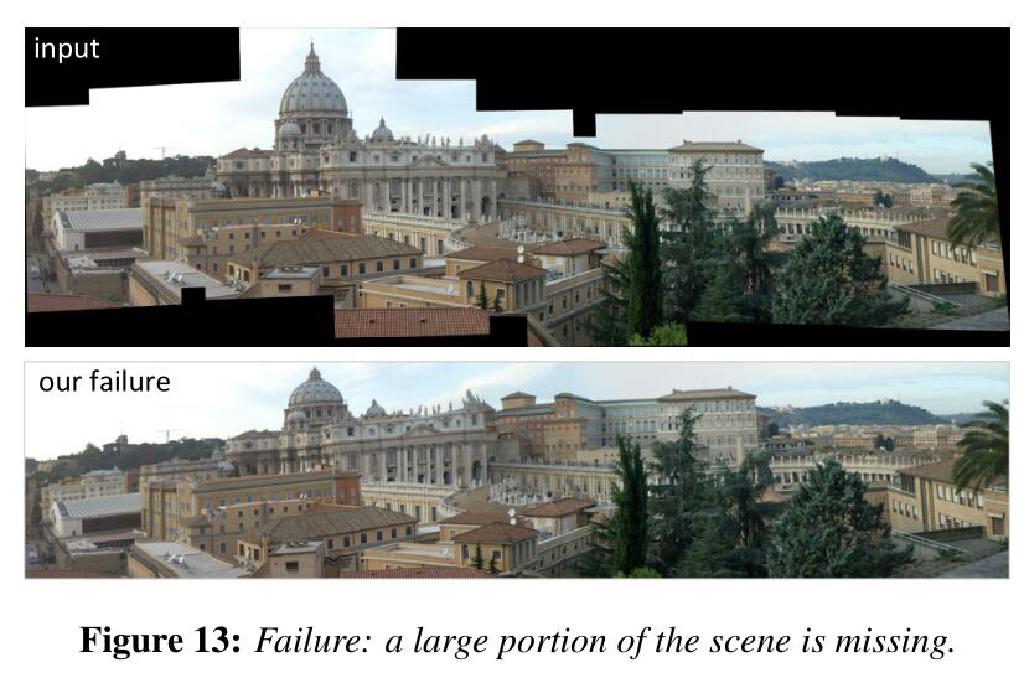 input
our failure
Figure 13: Failure: a large portion of the scene is missing.